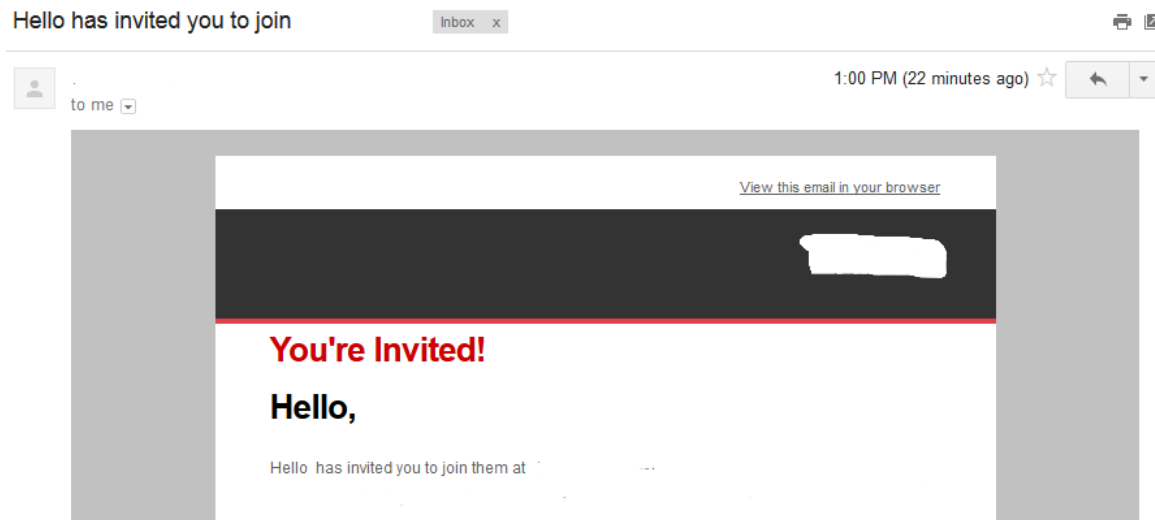 Hello has invited you to join
Inbox x
1:00 PM (22 minutes ago)
to me
View this email in your browser
You're Invited!
Hello,
Hello has invited you to join them at